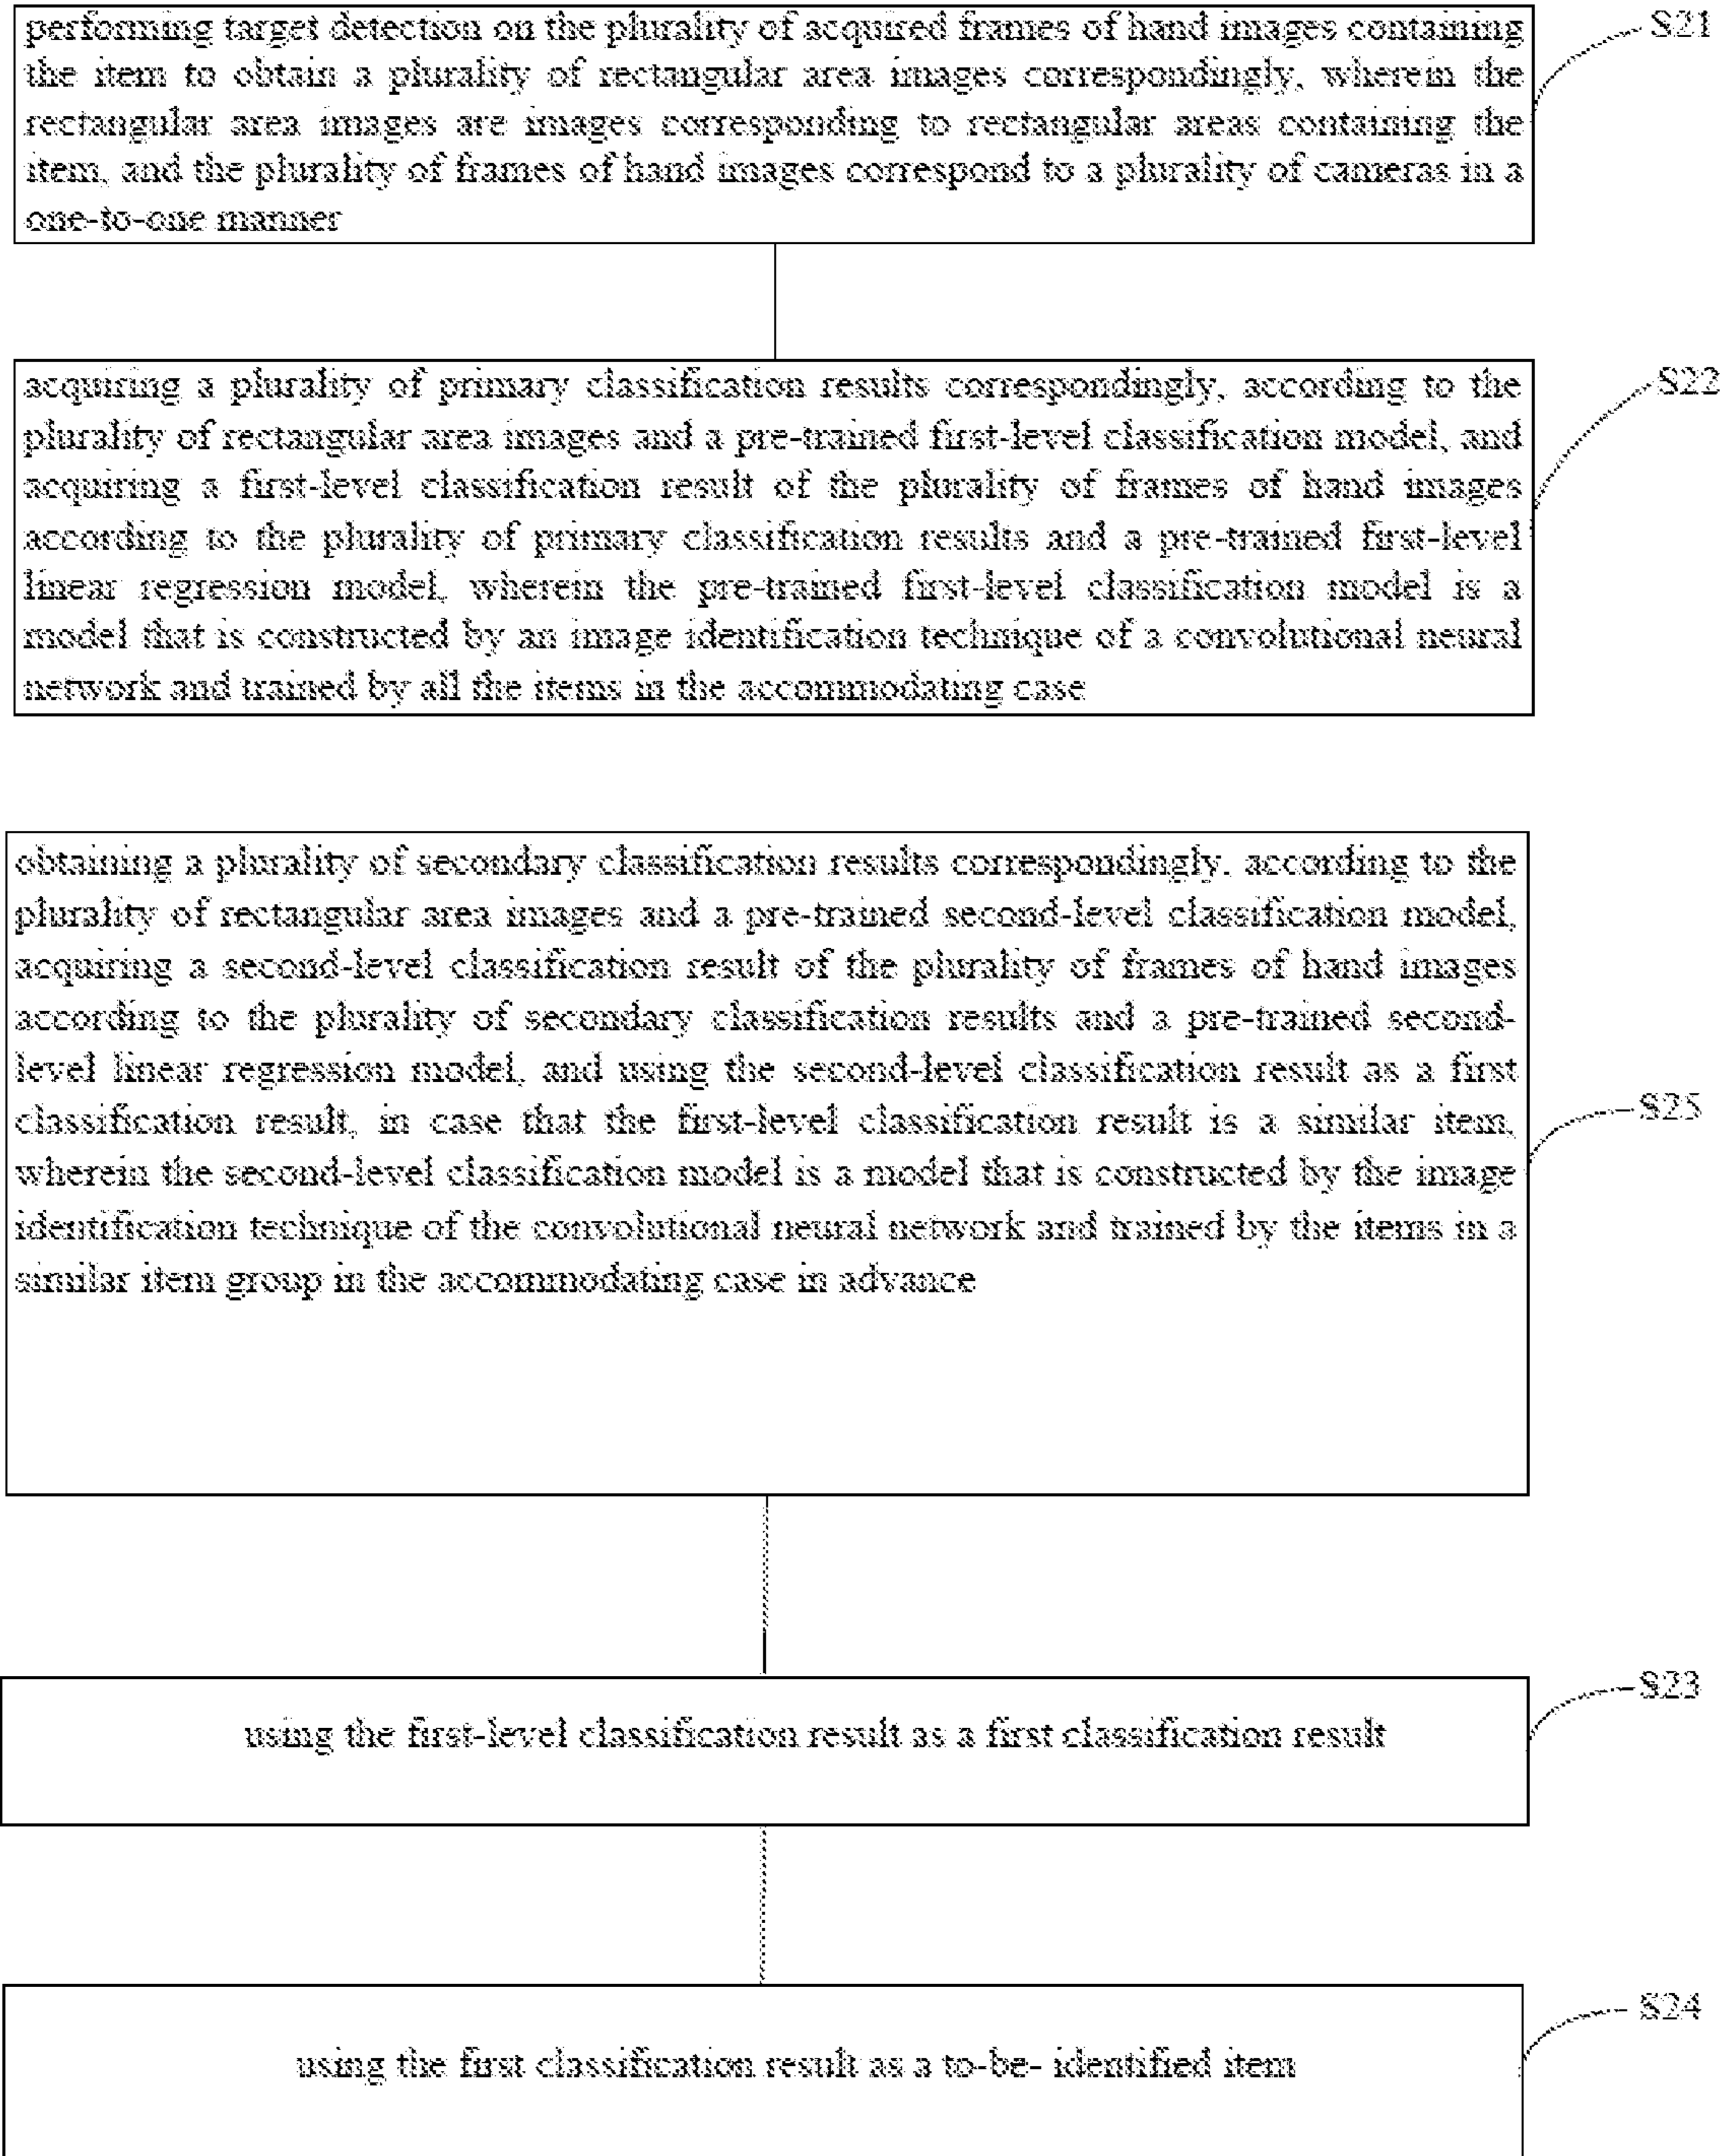 performing target detection on the plurality of acquired frames of hand images containing
the item to obtain a plurality of rectangular area images correspondingly, wherein the
rectangular area images are images corresponding to rectangular areas containing the
item, and the plurality of frames of hand images correspond to a plurality of cameras in a
one-to-one manner
S21
acquiring a plurality of primary classification results correspondingly, according to the
plurality of rectangular area images and a pre-trained first-level classification model, and
acquiring a first-level classification result of the plurality of frames of hand images
according to the plurality of primary classification results and a pre-trained first-level
linear regression model, wherein the pre-trained first-level classification model is a
model that is constructed by an image identification technique of a convolutional neural
network and trained by all the items in the accommodating case
S22
obtaining a plurality of secondary classification results correspondingly. according to the
plurality of rectangular area images and a pre-trained second-level classification model,
acquiring a second-level classification result of the plurality of frames of hand images
according to the plurality of secondary classification results and a pre-trained second-
level linear regression model, and using the second-level classification result as a first
classification result, in case that the first-level classification result is a similar item,
wherein the second-level classification model is a model that is constructed by the image
identification technique of the convolutional neural network and trained by the items in a
similar item group in the accommodating case in advance
S25
using the first-level classification result as a first classification result
S23
using the first classification result as a to-be- identified item
S24